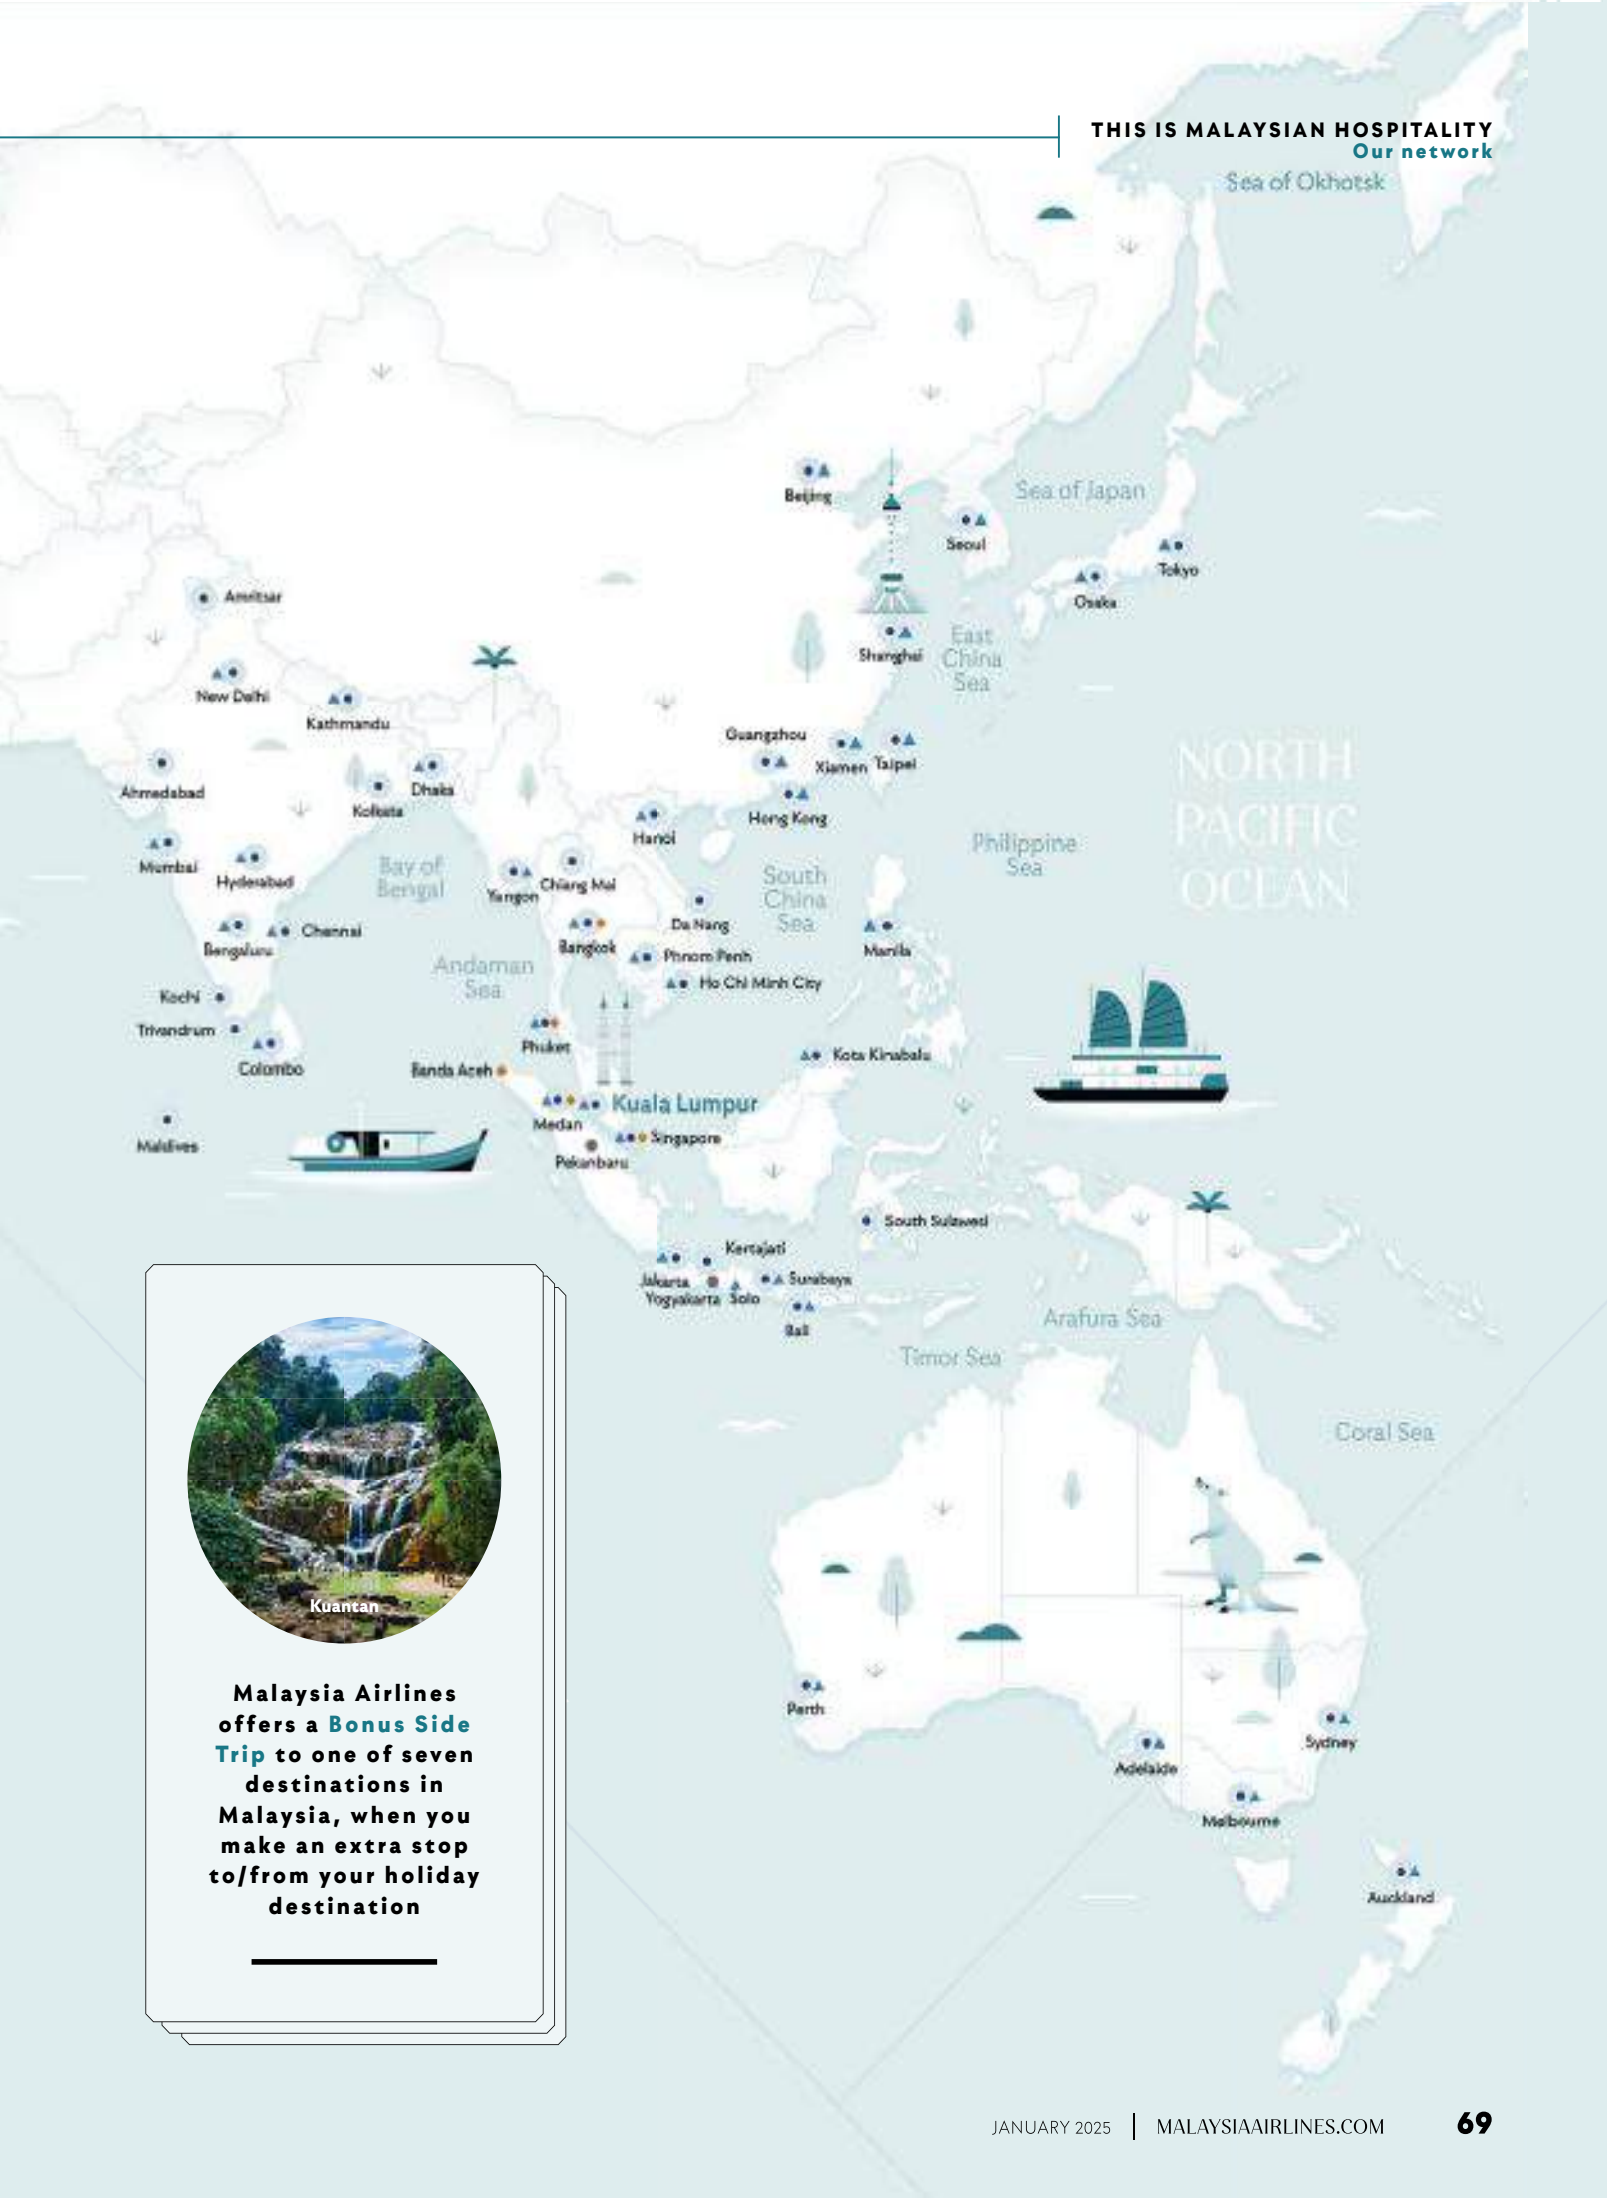 THIS IS MALAYSIAN HOSPITALITY
Our network
Sea of Okhotsk
Beijing
Sea of Japan
Seoul
Tokyo
Osaka
Amritsar
Shanghai
East
China
Sea
New Delhi
Kathmandu
Guangzhou
Xiamen
Taipei
NORTH
PACIFIC
OCEAN
Ahmedabad
Dhaka
Kolkata
Hong Kong
Hanoi
Mumbai
Hyderabad
Bay of
Bengal
Yangon
Chiang Mai
South
China
Sea
Philippine
Sea
Bengaluru
Chennai
Da Nang
Bangkok
Manila
Phnom Penh
Andaman
Sea
Ho Chi Minh City
Kochi
Trivandrum
Colombo
Phuket
Banda Aceh
Kota Kinabalu
Kuala Lumpur
Medan
Singapore
Maldives
Pekanbaru
South Sulawesi
Kertajati
Jakarta
Surabaya
Yogyakarta
Solo
Bali
Arafura Sea
Timor Sea
Coral Sea
Kuantan
Malaysia Airlines
offers a Bonus Side
Trip to one of seven
destinations in
Malaysia, when you
make an extra stop
to/from your holiday
destination
Perth
Sydney
Adelaide
Melbourne
Auckland
JANUARY 2025
MALAYSIAAIRLINES.COM
69